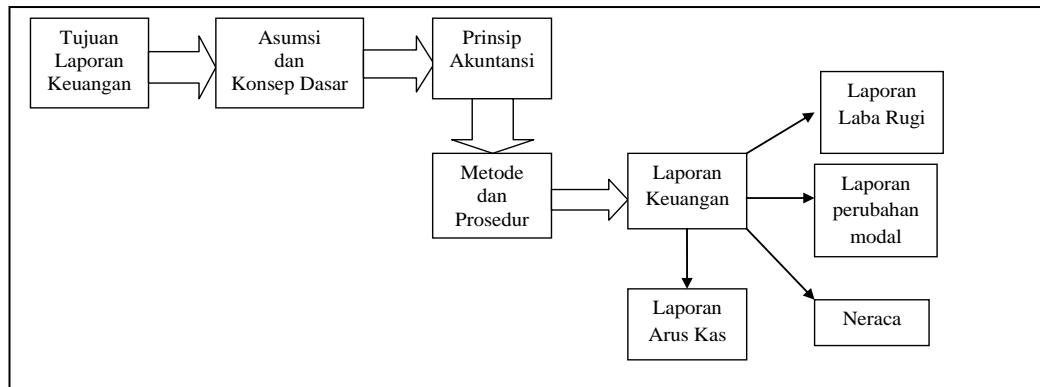 Tujuan
Laporan
Keuangan
Asumsi
dan
Konsep Dasar
Prinsip
Akuntansi
Metode
dan
Prosedur
Laporan
Keuangan
Laporan
Laba Rugi
Laporan
perubahan
modal
Neraca
Laporan
Arus Kas